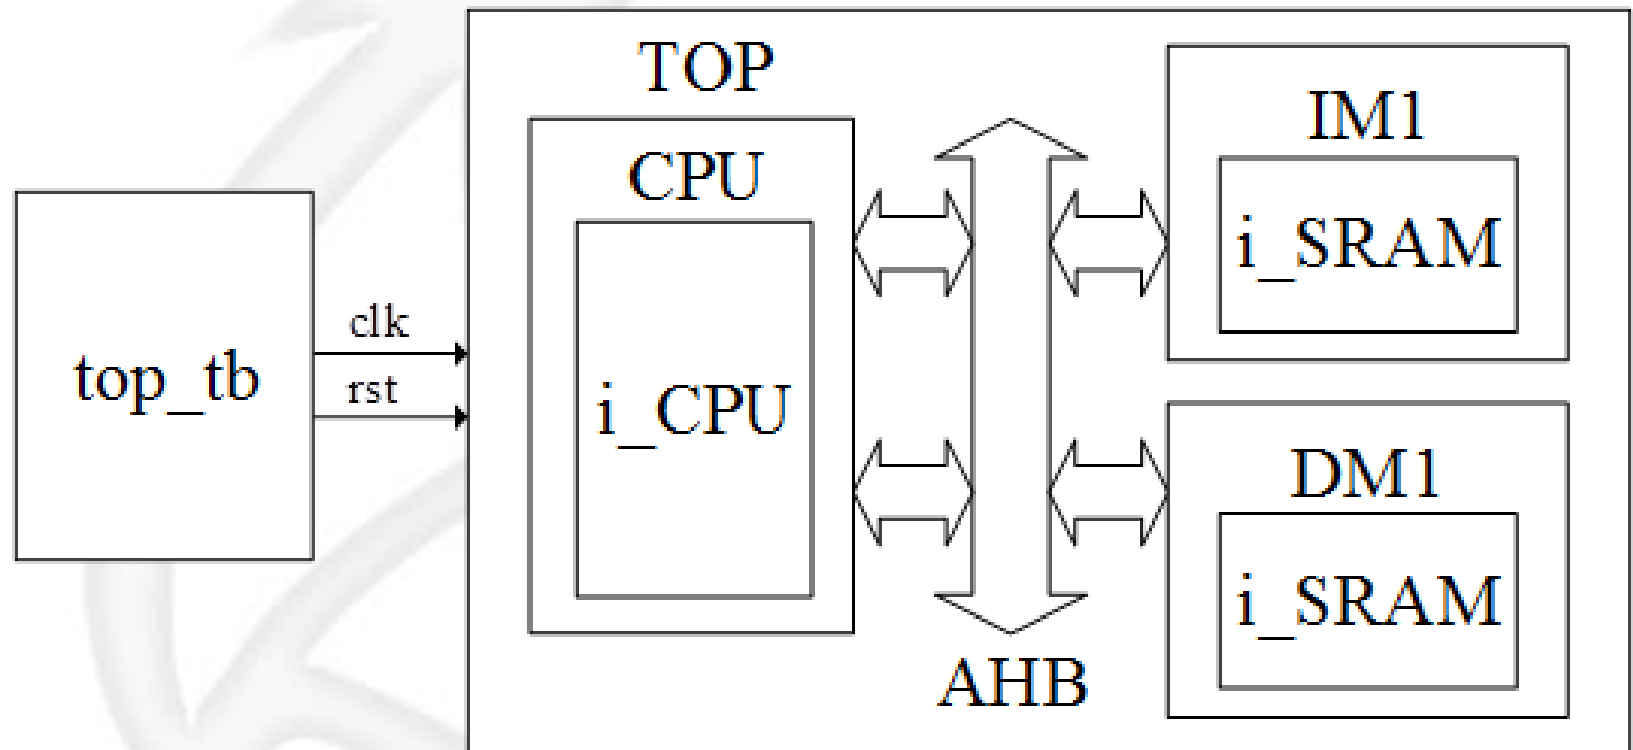 TOP
IM1
CPU
i_SRAM
clk
top_tb
rst
i_CPU
DM1
i_SRAM
AHB